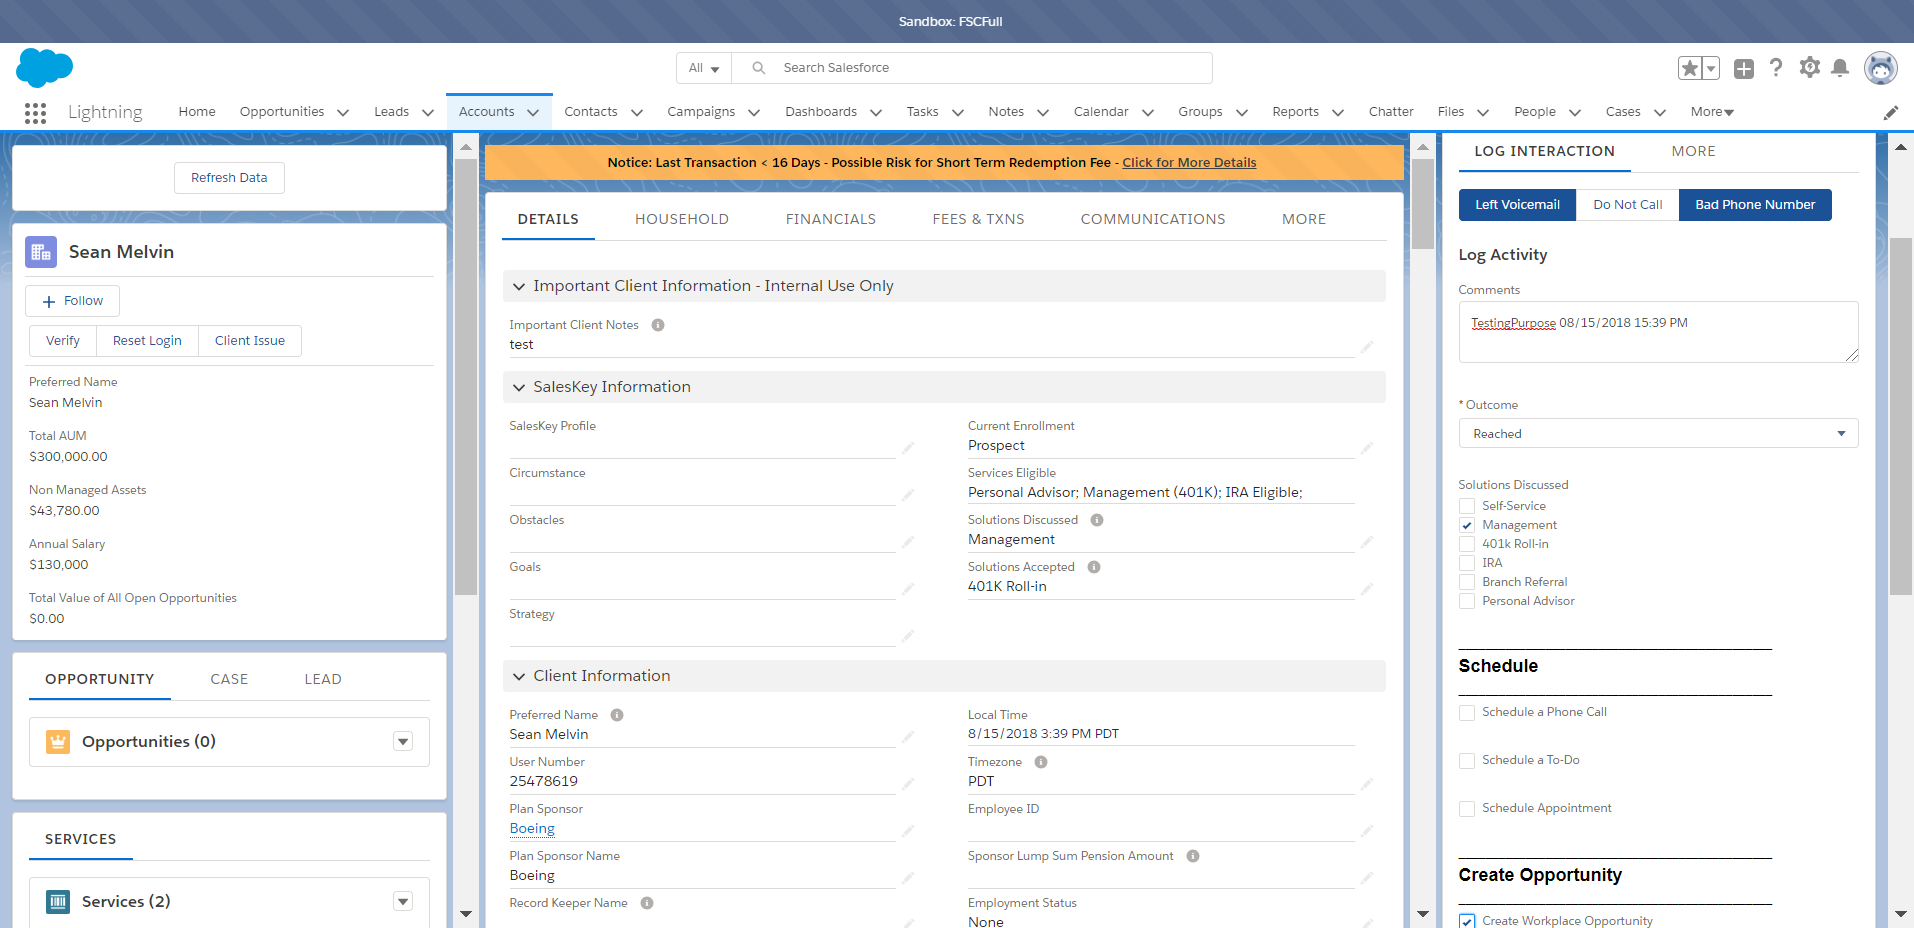 Sandbox: FSCFull
All
Search Salesforce
Lightning
Home
Opportunities
Leads
Accounts
Contacts
Campaigns
Dashboards
Tasks
Notes
Calendar
Groups
Reports
Chatter
Files
People
Cases
More
Refresh Data
Sean Melvin
Follow
Verify
Reset Login
Client Issue
Preferred Name
Sean Melvin
Total AUM
$300,000.00
Non Managed Assets
$43,780.00
Annual Salary
$130,000
Total Value of All Open Opportunities
$0.00
OPPORTUNITY
CASE
LEAD
Opportunities (0)
SERVICES
Services (2)
Notice: Last Transaction < 16 Days - Possible Risk for Short Term Redemption Fee - Click for More Details
DETAILS
HOUSEHOLD
FINANCIALS
FEES & TXNS
COMMUNICATIONS
MORE
Important Client Information - Internal Use Only
Important Client Notes
test
SalesKey Information
SalesKey Profile
Circumstance
Obstacles
Goals
Strategy
Current Enrollment
Prospect
Services Eligible
Personal Advisor; Management (401K); IRA Eligible;
Solutions Discussed
Management
Solutions Accepted
401K Roll-in
Client Information
Preferred Name
Sean Melvin
User Number
25478619
Plan Sponsor
Boeing
Plan Sponsor Name
Boeing
Record Keeper Name
Local Time
8/15/2018 3:39 PM PDT
Timezone
PDT
Employee ID
Sponsor Lump Sum Pension Amount
Employment Status
None
LOG INTERACTION
MORE
Left Voicemail
Do Not Call
Bad Phone Number
Log Activity
Comments
TestingPurpose 08/15/2018 15:39 PM
* Outcome
Reached
Solutions Discussed
Self-Service
Management
401k Roll-in
IRA
Branch Referral
Personal Advisor
Schedule
Schedule a Phone Call
Schedule a To-Do
Schedule Appointment
Create Opportunity
Create Workplace Opportunity